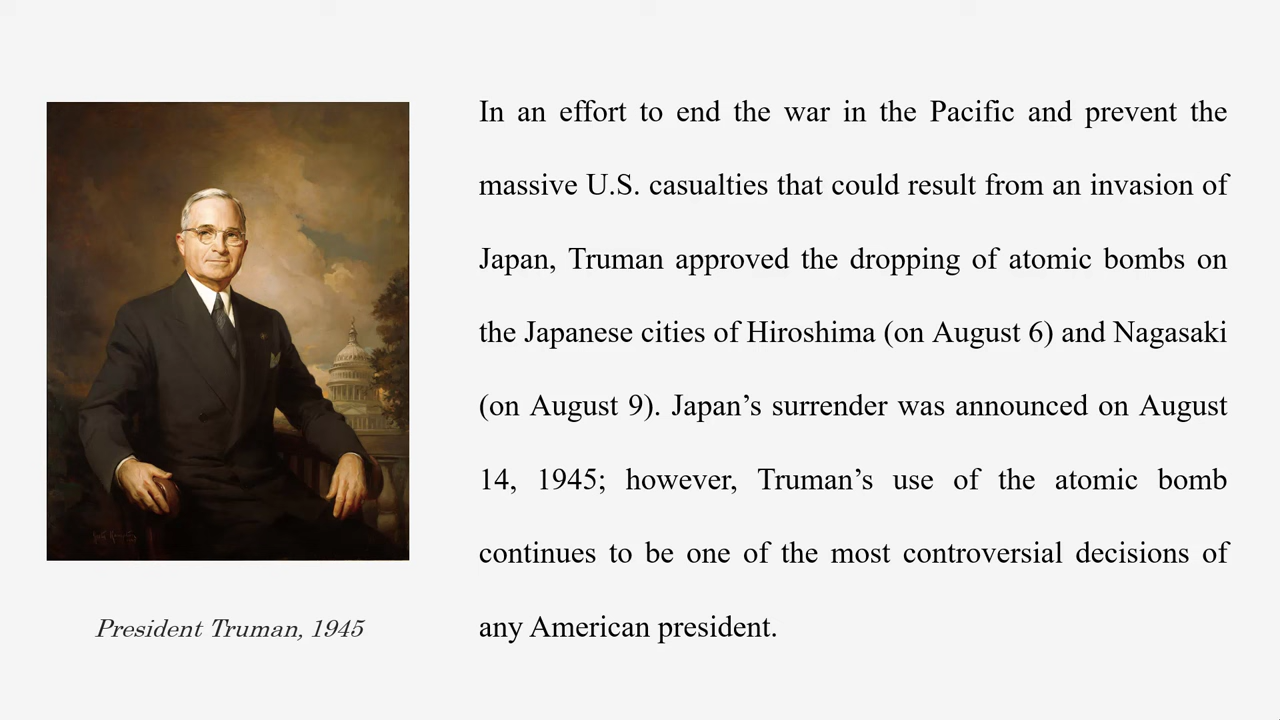 In an effort to end the war in the Pacific and prevent the
massive U.S. casualties that could result from an invasion of
Japan, Truman approved the dropping of atomic bombs on
the Japanese cities of Hiroshima (on August 6) and Nagasaki
(on August 9). Japan’s surrender was announced on August
14, 1945; however, Truman’s use of the atomic bomb
continues to be one of the most controversial decisions of
any American president.
President Truman, 1945